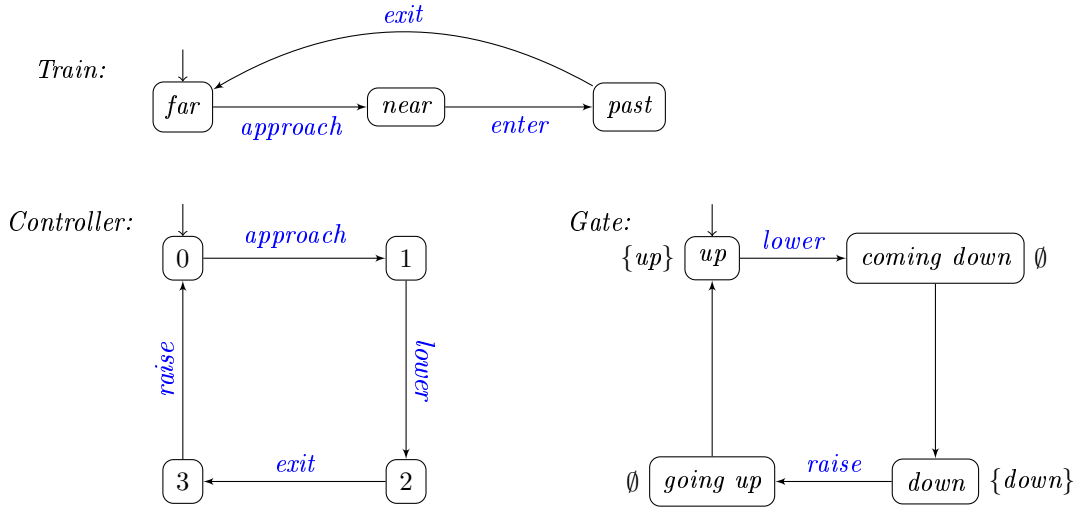 exit
Train:
far
near
past
approach
enter
Controller:
Gate:
0
approach
1
{up}
up
lower
coming down
∅
raise
lower
3
exit
2
∅
going up
raise
down
{down}